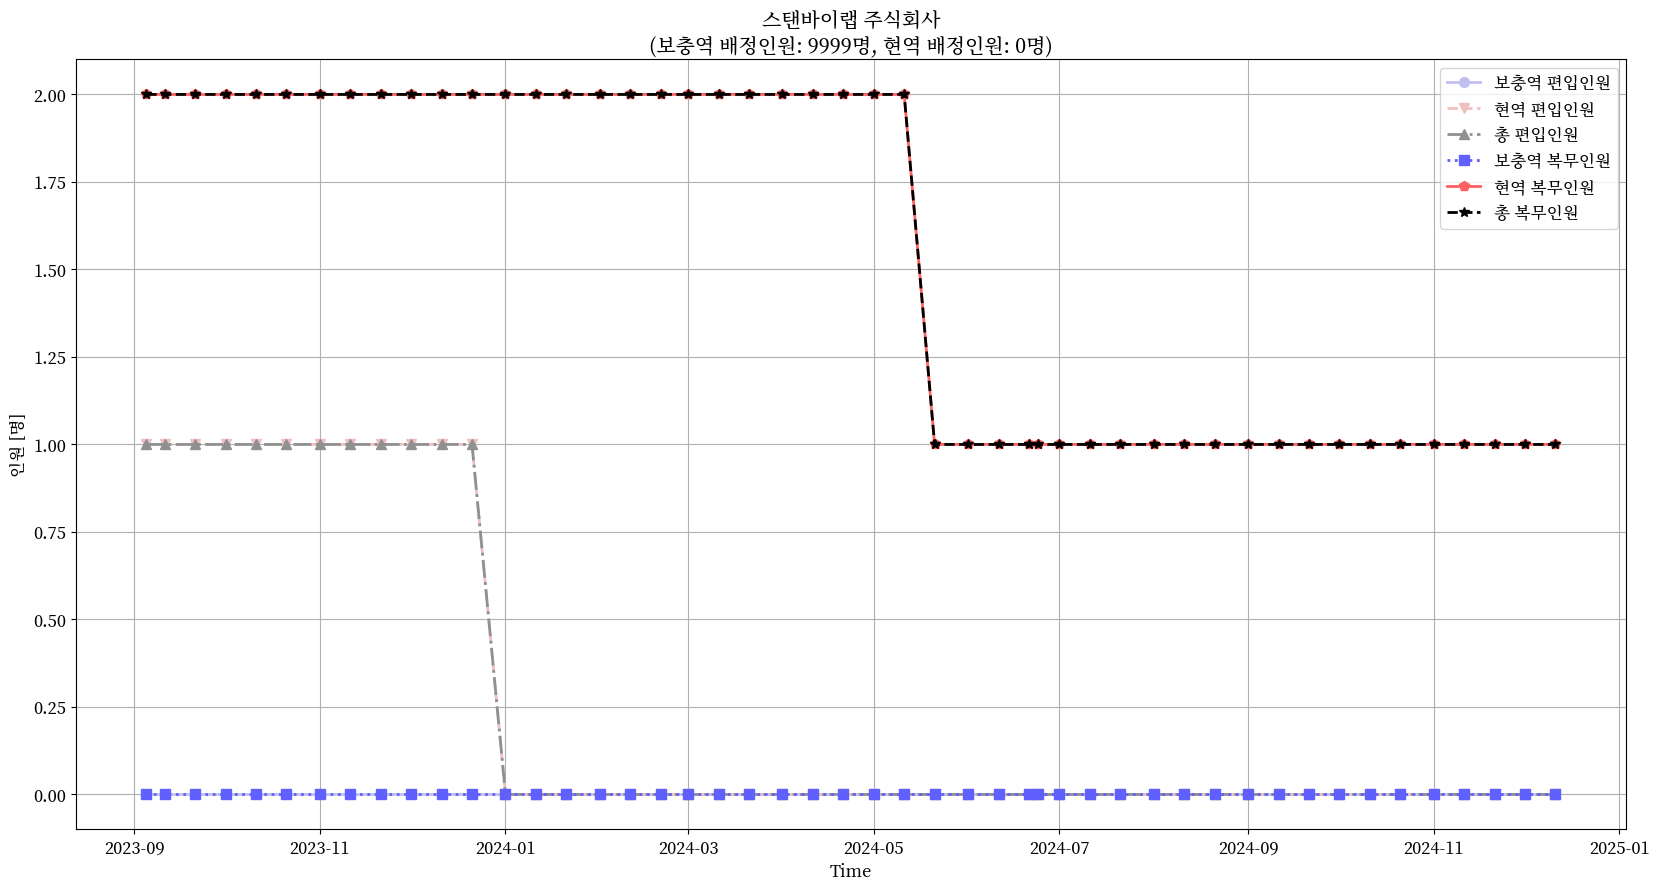 스탠바이랩 주식회사
(보충역 배정인원: 9999명, 현역 배정인원: 0명)
보충역 편입인원
현역 편입인원
총 편입인원
보충역 복무인원
현역 복무인원
총 복무인원
인원 [명]
2.00
1.75
1.50
1.25
1.00
0.75
0.50
0.25
0.00
2023-09 2023-11 2024-01 2024-03 2024-05 2024-07 2024-09 2024-11 2025-01
Time